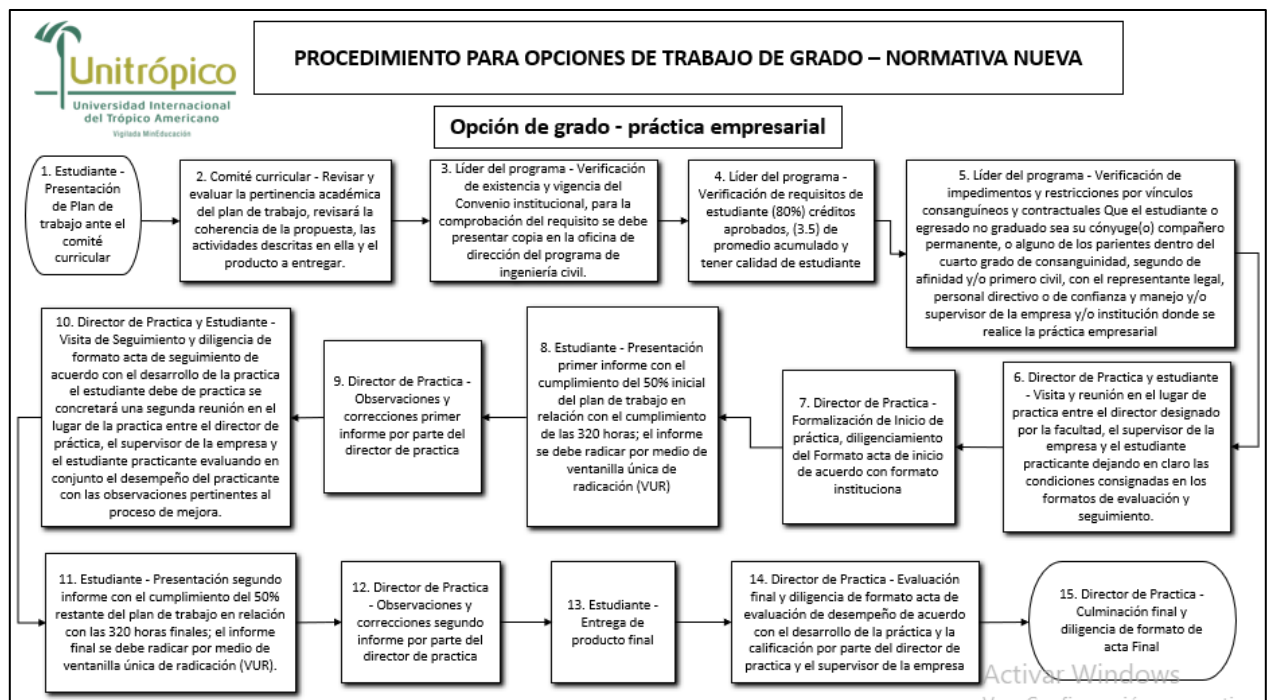 Unitrópico
Universidad Internacional
del Trópico Americano
Vigilada MinEducación
PROCEDIMIENTO PARA OPCIONES DE TRABAJO DE GRADO – NORMATIVA NUEVA
Opción de grado - práctica empresarial
1. Estudiante -
Presentación
de Plan de
trabajo ante el
comité
curricular
2. Comité curricular - Revisar y
evaluar la pertinencia académica
del plan de trabajo, revisará la
coherencia de la propuesta, las
actividades descritas en ella y el
producto a entregar.
3. Líder del programa - Verificación
de existencia y vigencia del
Convenio institucional, para la
comprobación del requisito se debe
presentar copia en la oficina de
dirección del programa de
ingeniería civil.
4. Líder del programa -
Verificación de requisitos de
estudiante (80%) créditos
aprobados, (3.5) de
promedio acumulado y
tener calidad de estudiante
5. Líder del programa - Verificación de
impedimentos y restricciones por vínculos
consanguíneos y contractuales Que el estudiante o
egresado no graduado sea su cónyuge(o) compañero
permanente, o alguno de los parientes dentro del
cuarto grado de consanguinidad, segundo de
afinidad y/o primero civil, con el representante legal,
personal directivo o de confianza y manejo y/o
supervisor de la empresa y/o institución donde se
realice la práctica empresarial
6. Director de Practica y estudiante
- Visita y reunión en el lugar de
practica entre el director designado
por la facultad, el supervisor de la
empresa y el estudiante
practicante dejando en claro las
condiciones consignadas en los
formatos de evaluación y
seguimiento.
7. Director de Practica -
Formalización de Inicio de
práctica, diligenciamiento
del Formato acta de inicio
de acuerdo con formato
instituciona
8. Estudiante - Presentación
primer informe con el
cumplimiento del 50% inicial
del plan de trabajo en
relación con el cumplimiento
de las 320 horas; el informe
se debe radicar por medio de
ventanilla única de
radicación (VUR)
9. Director de Practica -
Observaciones y
correcciones primer
informe por parte del
director de practica
10. Director de Practica y Estudiante -
Visita de Seguimiento y diligencia de
formato acta de seguimiento de
acuerdo con el desarrollo de la practica
el estudiante debe de practica se
concretará una segunda reunión en el
lugar de la practica entre el director de
práctica, el supervisor de la empresa y
el estudiante practicante evaluando en
conjunto el desempeño del practicante
con las observaciones pertinentes al
proceso de mejora.
11. Estudiante - Presentación segundo
informe con el cumplimiento del 50%
restante del plan de trabajo en relación
con las 320 horas finales; el informe
final se debe radicar por medio de
ventanilla única de radicación (VUR).
12. Director de Practica
- Observaciones y
correcciones segundo
informe por parte del
director de practica
13. Estudiante -
Entrega de
producto final
14. Director de Practica - Evaluación
final y diligencia de formato acta de
evaluación de desempeño de acuerdo
con el desarrollo de la práctica y la
calificación por parte del director de
practica y el supervisor de la empresa
15. Director de Practica -
Culminación final y
diligencia de formato de
acta Final
Activar Windows